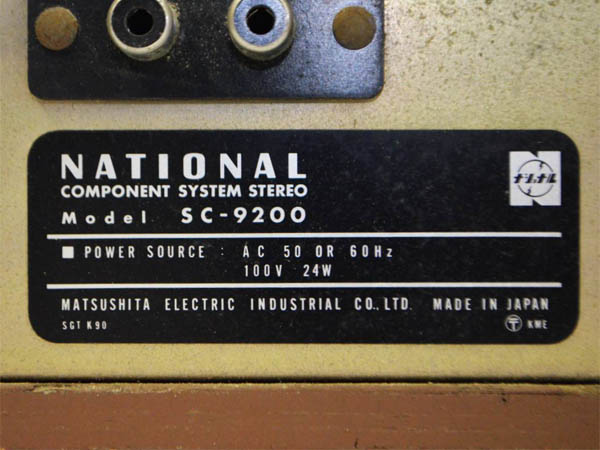 NATIONAL
COMPONENT SYSTEM STEREO
Model SC-9200
ナショナル
■ POWER SOURCE : AC 50 OR 60Hz
100V 24W
MATSUSHITA ELECTRIC INDUSTRIAL CO., LTD. MADE IN JAPAN
SGT K90
〒 KME